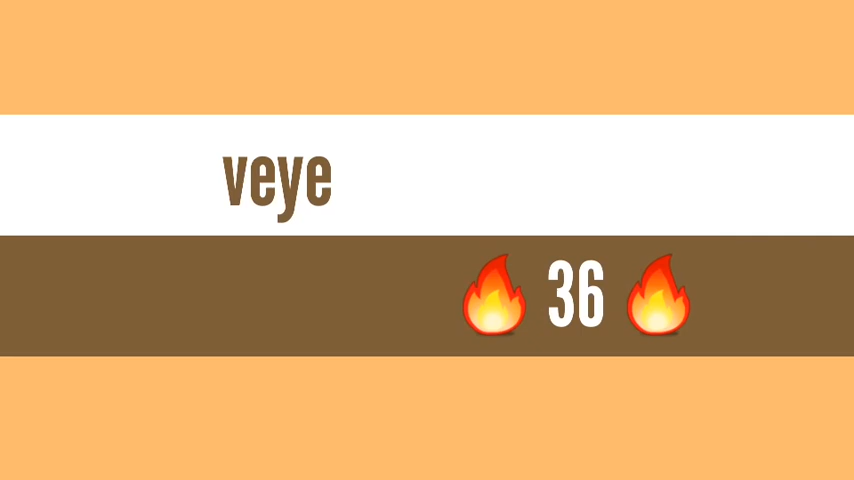 veye
🔥 36 🔥